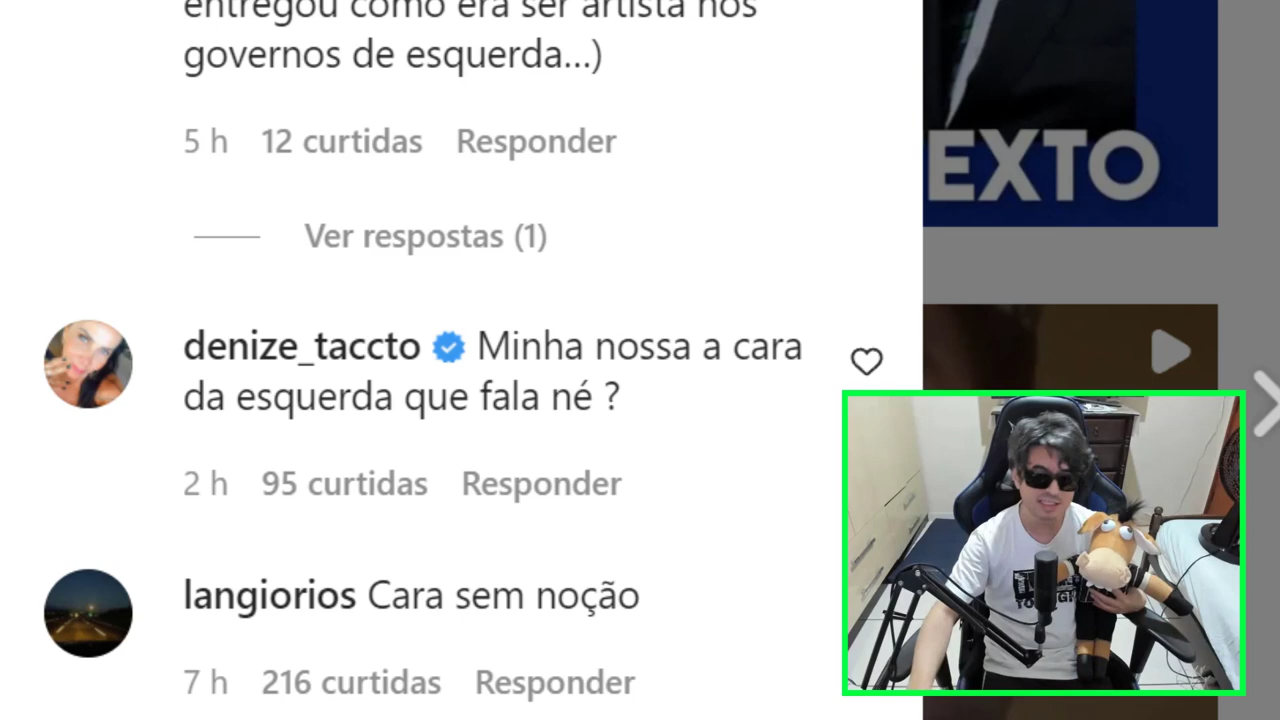 entregou como era ser artista nos
governos de esquerda...)
5 h 12 curtidas Responder
Ver respostas (1)
denize_taccto Minha nossa a cara
da esquerda que fala né ?
2 h 95 curtidas Responder
langiorios Cara sem noção
7 h 216 curtidas Responder
EXTO